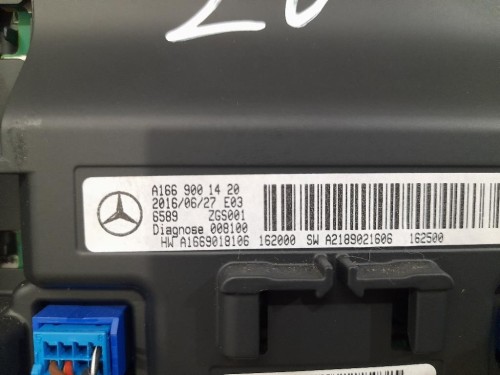 A166 900 14 20
2016/06/27 E03
6589 ZGS001
Diagnose 008100
HW A1669018106 162000 SW A2189021606 162500